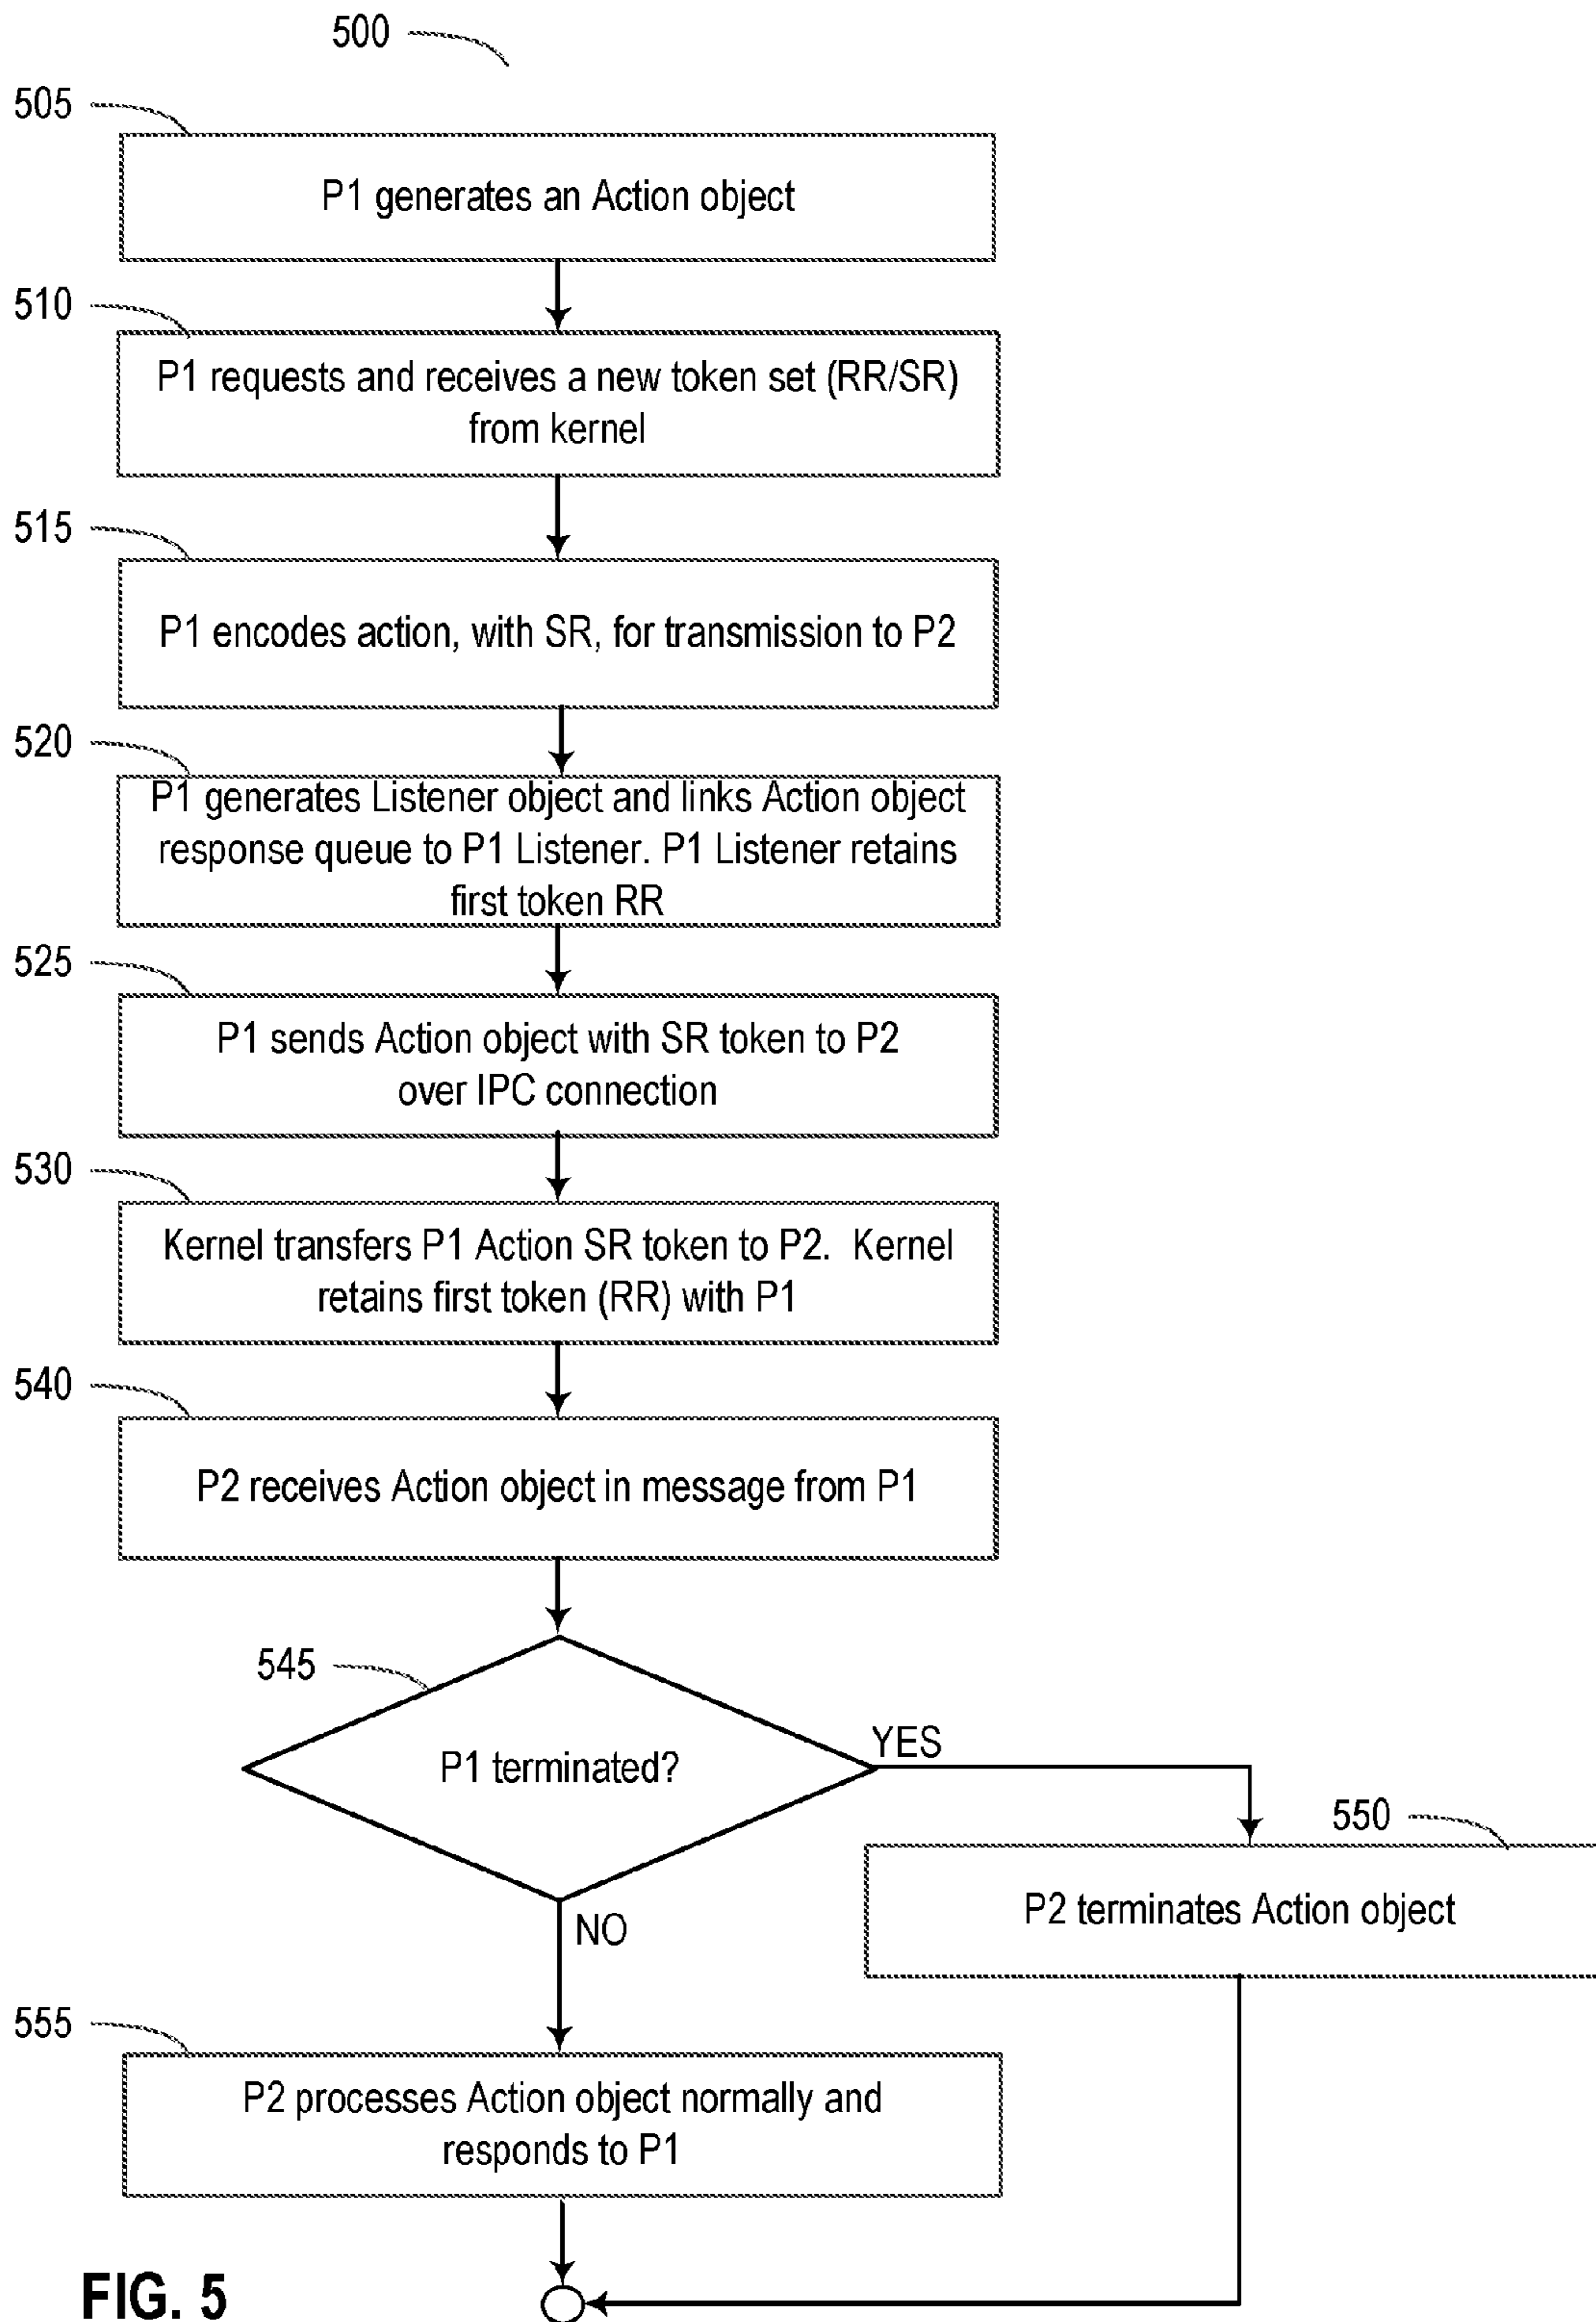 500
505
P1 generates an Action object
510
P1 requests and receives a new token set (RR/SR)
from kernel
515
P1 encodes action, with SR, for transmission to P2
520
P1 generates Listener object and links Action object
response queue to P1 Listener. P1 Listener retains
first token RR
525
P1 sends Action object with SR token to P2
over IPC connection
530
Kernel transfers P1 Action SR token to P2. Kernel
retains first token (RR) with P1
540
P2 receives Action object in message from P1
545
P1 terminated?
YES
550
P2 terminates Action object
NO
555
P2 processes Action object normally and
responds to P1
FIG. 5